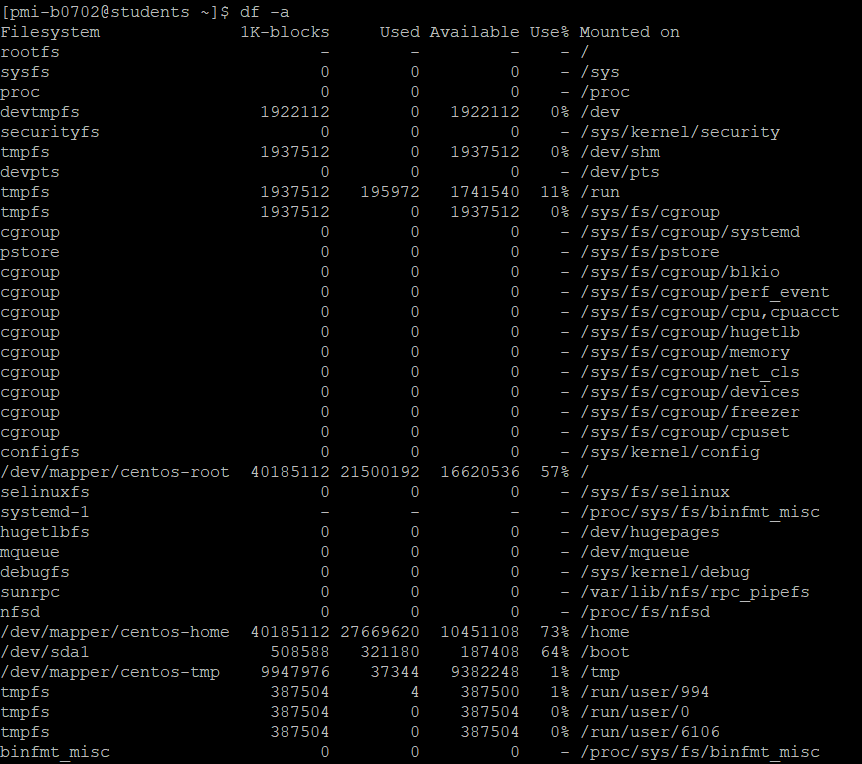 [pmi-b0702@students ~]$ df -a
Filesystem              1K-blocks     Used Available Use% Mounted on
rootfs                          -        -         -    - /
sysfs                           0        0         0    - /sys
proc                            0        0         0    - /proc
devtmpfs                  1922112        0   1922112   0% /dev
securityfs                      0        0         0    - /sys/kernel/security
tmpfs                     1937512        0   1937512   0% /dev/shm
devpts                          0        0         0    - /dev/pts
tmpfs                     1937512   195972   1741540  11% /run
tmpfs                     1937512        0   1937512   0% /sys/fs/cgroup
cgroup                          0        0         0    - /sys/fs/cgroup/systemd
pstore                          0        0         0    - /sys/fs/pstore
cgroup                          0        0         0    - /sys/fs/cgroup/blkio
cgroup                          0        0         0    - /sys/fs/cgroup/perf_event
cgroup                          0        0         0    - /sys/fs/cgroup/cpu,cpuacct
cgroup                          0        0         0    - /sys/fs/cgroup/hugetlb
cgroup                          0        0         0    - /sys/fs/cgroup/memory
cgroup                          0        0         0    - /sys/fs/cgroup/net_cls
cgroup                          0        0         0    - /sys/fs/cgroup/devices
cgroup                          0        0         0    - /sys/fs/cgroup/freezer
cgroup                          0        0         0    - /sys/fs/cgroup/cpuset
configfs                        0        0         0    - /sys/kernel/config
/dev/mapper/centos-root  40185112 21500192  16620536  57% /
selinuxfs                       0        0         0    - /sys/fs/selinux
systemd-1                       -        -         -    - /proc/sys/fs/binfmt_misc
hugetlbfs                       0        0         0    - /dev/hugepages
mqueue                          0        0         0    - /dev/mqueue
debugfs                         0        0         0    - /sys/kernel/debug
sunrpc                          0        0         0    - /var/lib/nfs/rpc_pipefs
nfsd                            0        0         0    - /proc/fs/nfsd
/dev/mapper/centos-home  40185112 27669620  10451108  73% /home
/dev/sda1                  508588   321180    187408  64% /boot
/dev/mapper/centos-tmp    9947976    37344   9382248   1% /tmp
tmpfs                      387504        4    387500   1% /run/user/994
tmpfs                      387504        0    387504   0% /run/user/0
tmpfs                      387504        0    387504   0% /run/user/6106
binfmt_misc                     0        0         0    - /proc/sys/fs/binfmt_misc